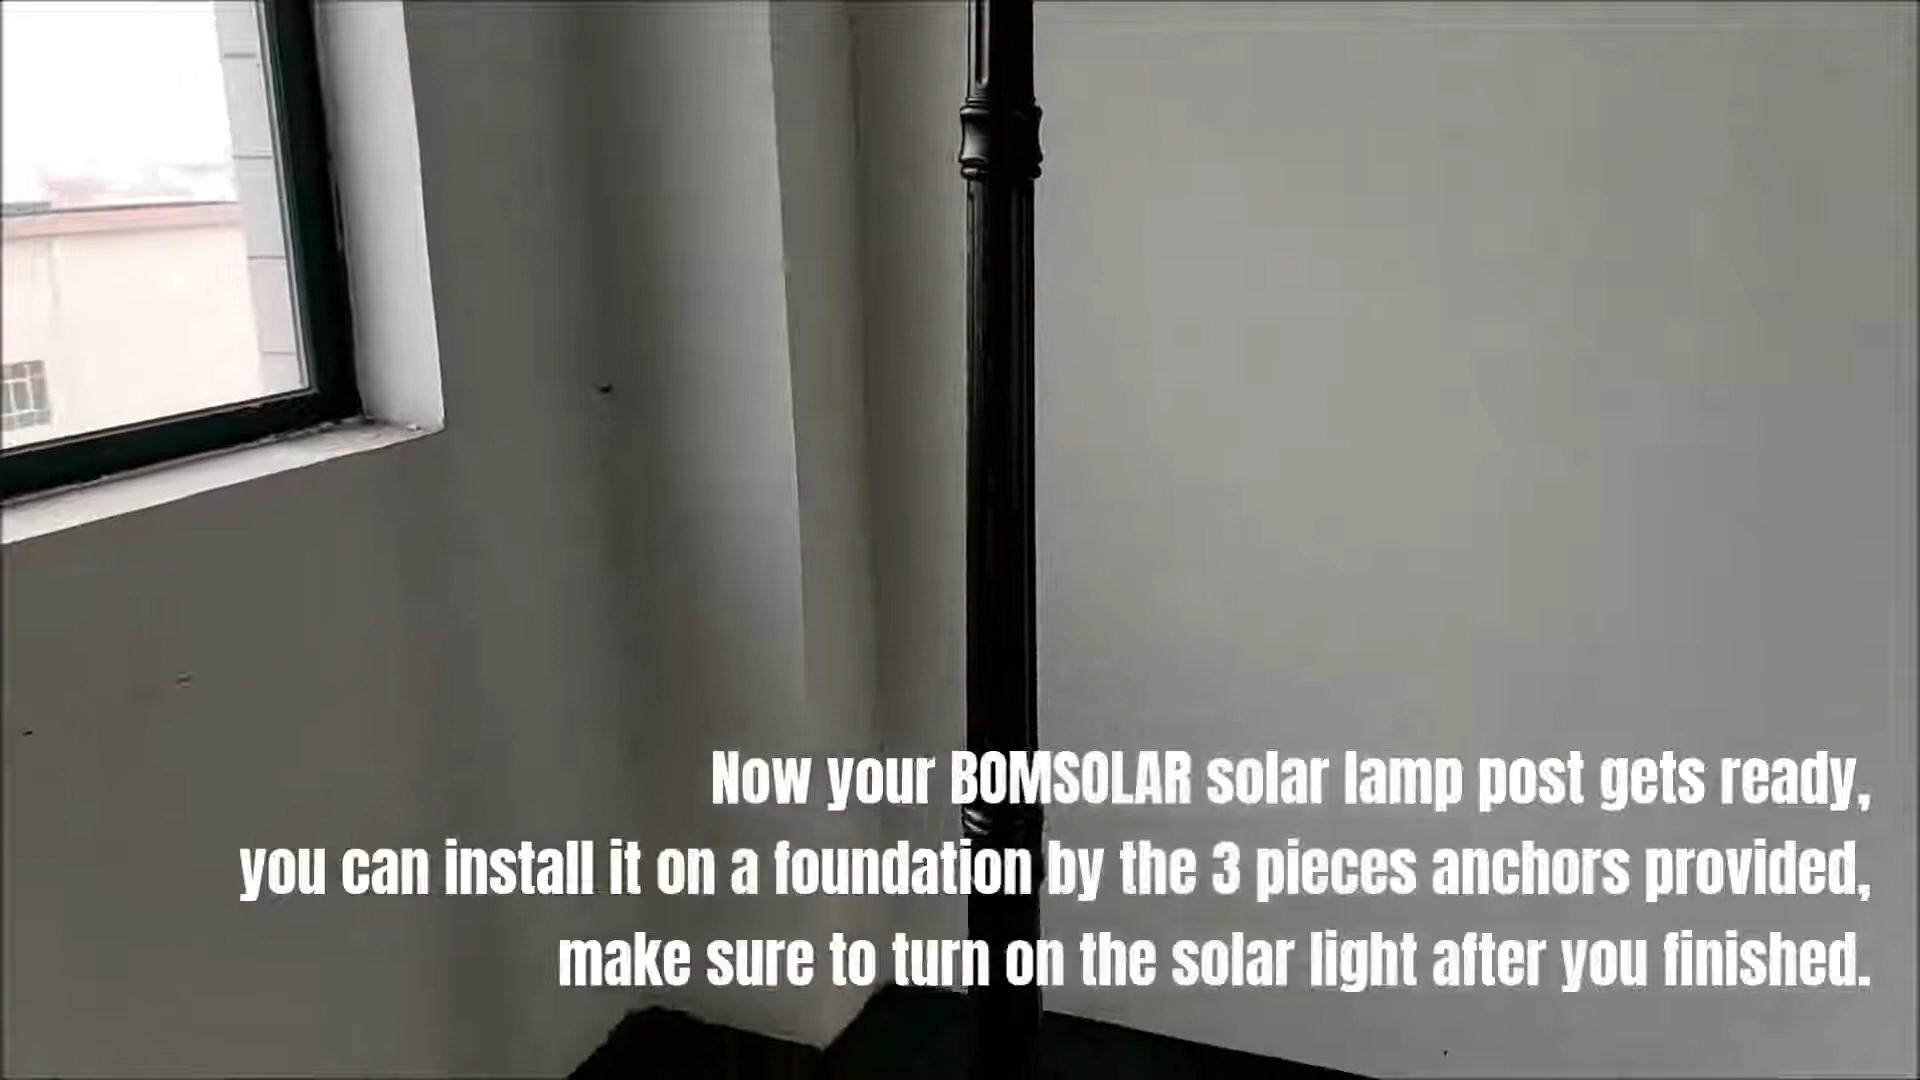 Now your BOMSOLAR solar lamp post gets ready,
you can install it on a foundation by the 3 pieces anchors provided,
make sure to turn on the solar light after you finished.